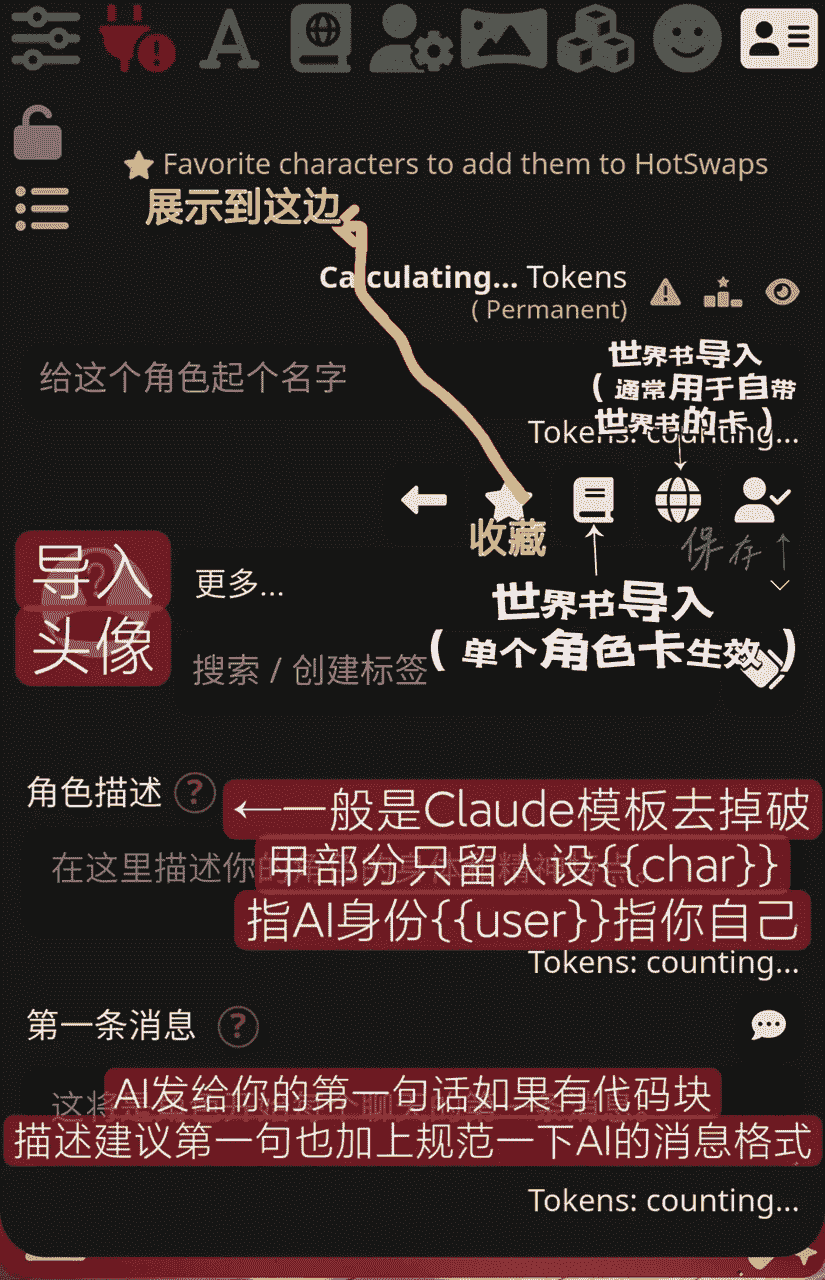 A
Favorite characters to add them to HotSwaps
展示到这边
Calculating... Tokens
( Permanent)
世界书导入
( 通常用于自带
世界书的卡 )
给这个角色起个名字
Tokens: counting...
收藏
保存
导入
头像
更多...
世界书导入
( 单个角色卡生效 )
搜索 / 创建标签
角色描述 ?
←一般是Claude模板去掉破
甲部分只留人设{{char}}
在这里描述你
指AI身份{{user}}指你自己
Tokens: counting...
第一条消息 ?
AI发给你的第一句话如果有代码块
这将
描述建议第一句也加上规范一下AI的消息格式
Tokens: counting...